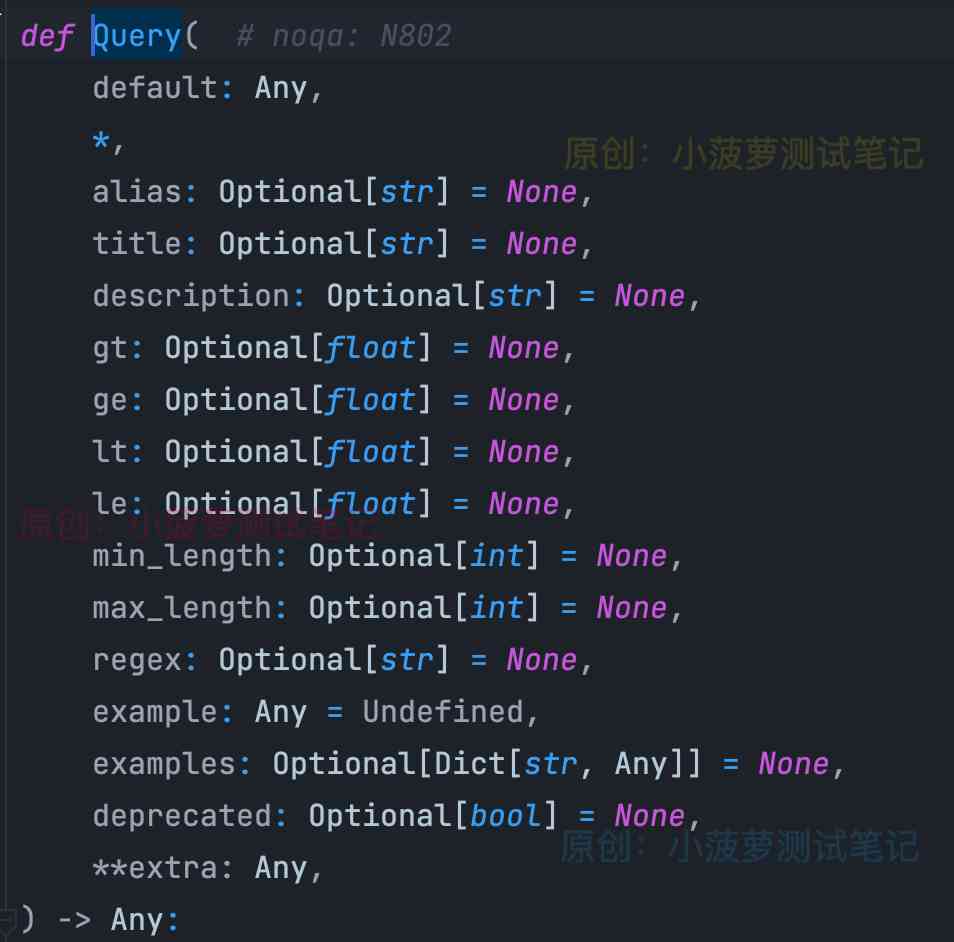 def Query(  # noqa: N802
    default: Any,
    *,
原创：小菠萝测试笔记
    alias: Optional[str] = None,
    title: Optional[str] = None,
    description: Optional[str] = None,
    gt: Optional[float] = None,
    ge: Optional[float] = None,
    lt: Optional[float] = None,
    le: Optional[float] = None,
原创：小菠萝测试笔记
    min_length: Optional[int] = None,
    max_length: Optional[int] = None,
    regex: Optional[str] = None,
    example: Any = Undefined,
    examples: Optional[Dict[str, Any]] = None,
    deprecated: Optional[bool] = None,
原创：小菠萝测试笔记
    **extra: Any,
) -> Any: